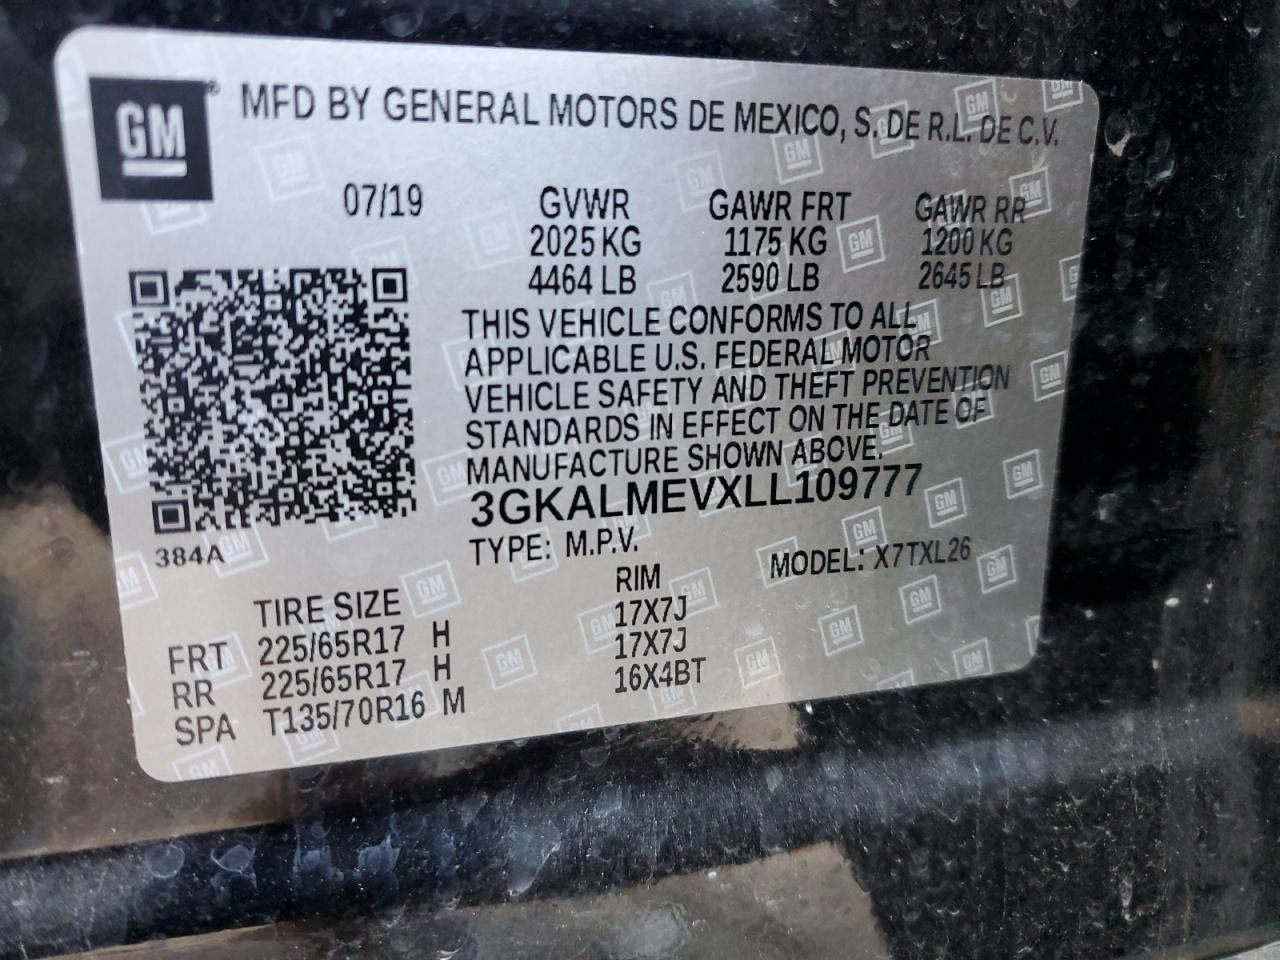 GM® MFD BY GENERAL MOTORS DE MEXICO, S. DE R.L. DE C.V.
07/19 GVWR GAWR FRT GAWR RR
2025 KG 1175 KG 1200 KG
4464 LB 2590 LB 2645 LB
THIS VEHICLE CONFORMS TO ALL
APPLICABLE U.S. FEDERAL MOTOR
VEHICLE SAFETY AND THEFT PREVENTION
STANDARDS IN EFFECT ON THE DATE OF
MANUFACTURE SHOWN ABOVE.
3GKALMEVXLL109777
384A
TYPE: M.P.V. MODEL: X7TXL26
TIRE SIZE RIM
FRT 225/65R17 H 17X7J
RR 225/65R17 H 17X7J
SPA T135/70R16 M 16X4BT